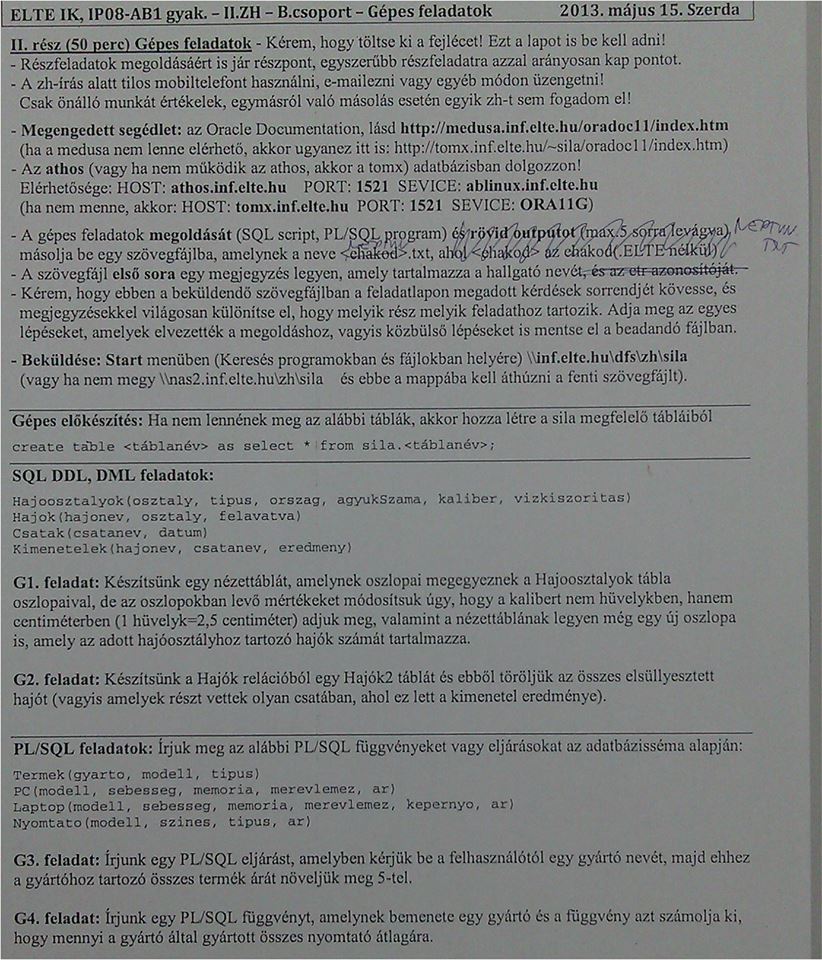 ELTE IK, IP08-AB1 gyak. – II.ZH – B.csoport – Gépes feladatok 2013. május 15. Szerda
II. rész (50 perc) Gépes feladatok - Kérem, hogy töltse ki a fejlécet! Ezt a lapot is be kell adni!
- Részfeladatok megoldásáért is jár részpont, egyszerűbb részfeladatra azzal arányosan kap pontot.
- A zh-írás alatt tilos mobiltelefont használni, e-mailezni vagy egyéb módon üzengetni!
Csak önálló munkát értékelek, egymásról való másolás esetén egyik zh-t sem fogadom el!
- Megengedett segédlet: az Oracle Documentation, lásd http://medusa.inf.elte.hu/oradoc11/index.htm
(ha a medusa nem lenne elérhető, akkor ugyanez itt is: http://tomx.inf.elte.hu/~sila/oradoc11/index.htm)
- Az athos (vagy ha nem működik az athos, akkor a tomx) adatbázisban dolgozzon!
Elérhetősége: HOST: athos.inf.elte.hu PORT: 1521 SEVICE: ablinux.inf.elte.hu
(ha nem menne, akkor: HOST: tomx.inf.elte.hu PORT: 1521 SEVICE: ORA11G)
- A gépes feladatok megoldását (SQL script, PL/SQL program) és rövid outputot (max.5 sorra levágva), NEPTUN.
másolja be egy szövegfájlba, amelynek a neve <ehakod>.txt, ahol <ehakod> az ehakod(.ELTE nélkül) TXT
- A szövegfájl első sora egy megjegyzés legyen, amely tartalmazza a hallgató nevét, és az etr azonosítóját.
- Kérem, hogy ebben a beküldendő szövegfájlban a feladatlapon megadott kérdések sorrendjét kövesse, és
megjegyzésekkel világosan különítse el, hogy melyik rész melyik feladathoz tartozik. Adja meg az egyes
lépéseket, amelyek elvezették a megoldáshoz, vagyis közbülső lépéseket is mentse el a beadandó fájlban.
- Beküldése: Start menüben (Keresés programokban és fájlokban helyére) \\inf.elte.hu\dfs\zh\sila
(vagy ha nem megy \\nas2.inf.elte.hu\zh\sila és ebbe a mappába kell áthúzni a fenti szövegfájlt).
Gépes előkészítés: Ha nem lennének meg az alábbi táblák, akkor hozza létre a sila megfelelő tábláiból
create table <táblanév> as select * from sila.<táblanév>;
SQL DDL, DML feladatok:
Hajoosztalyok(osztaly, tipus, orszag, agyukSzama, kaliber, vizkiszoritas)
Hajok(hajonev, osztaly, felavatva)
Csatak(csatanev, datum)
Kimenetelek(hajonev, csatanev, eredmeny)
G1. feladat: Készítsünk egy nézettáblát, amelynek oszlopai megegyeznek a Hajoosztalyok tábla
oszlopaival, de az oszlopokban levő mértékeket módosítsuk úgy, hogy a kalibert nem hüvelykben, hanem
centiméterben (1 hüvelyk=2,5 centiméter) adjuk meg, valamint a nézettáblának legyen még egy új oszlopa
is, amely az adott hajóosztályhoz tartozó hajók számát tartalmazza.
G2. feladat: Készítsünk a Hajók relációból egy Hajók2 táblát és ebből töröljük az összes elsüllyesztett
hajót (vagyis amelyek részt vettek olyan csatában, ahol ez lett a kimenetel eredménye).
PL/SQL feladatok: Írjuk meg az alábbi PL/SQL függvényeket vagy eljárásokat az adatbázisséma alapján:
Termek(gyarto, modell, tipus)
PC(modell, sebesseg, memoria, merevlemez, ar)
Laptop(modell, sebesseg, memoria, merevlemez, kepernyo, ar)
Nyomtato(modell, szines, tipus, ar)
G3. feladat: Írjunk egy PL/SQL eljárást, amelyben kérjük be a felhasználótól egy gyártó nevét, majd ehhez
a gyártóhoz tartozó összes termék árát növeljük meg 5-tel.
G4. feladat: Írjunk egy PL/SQL függvényt, amelynek bemenete egy gyártó és a függvény azt számolja ki,
hogy mennyi a gyártó által gyártott összes nyomtató átlagára.